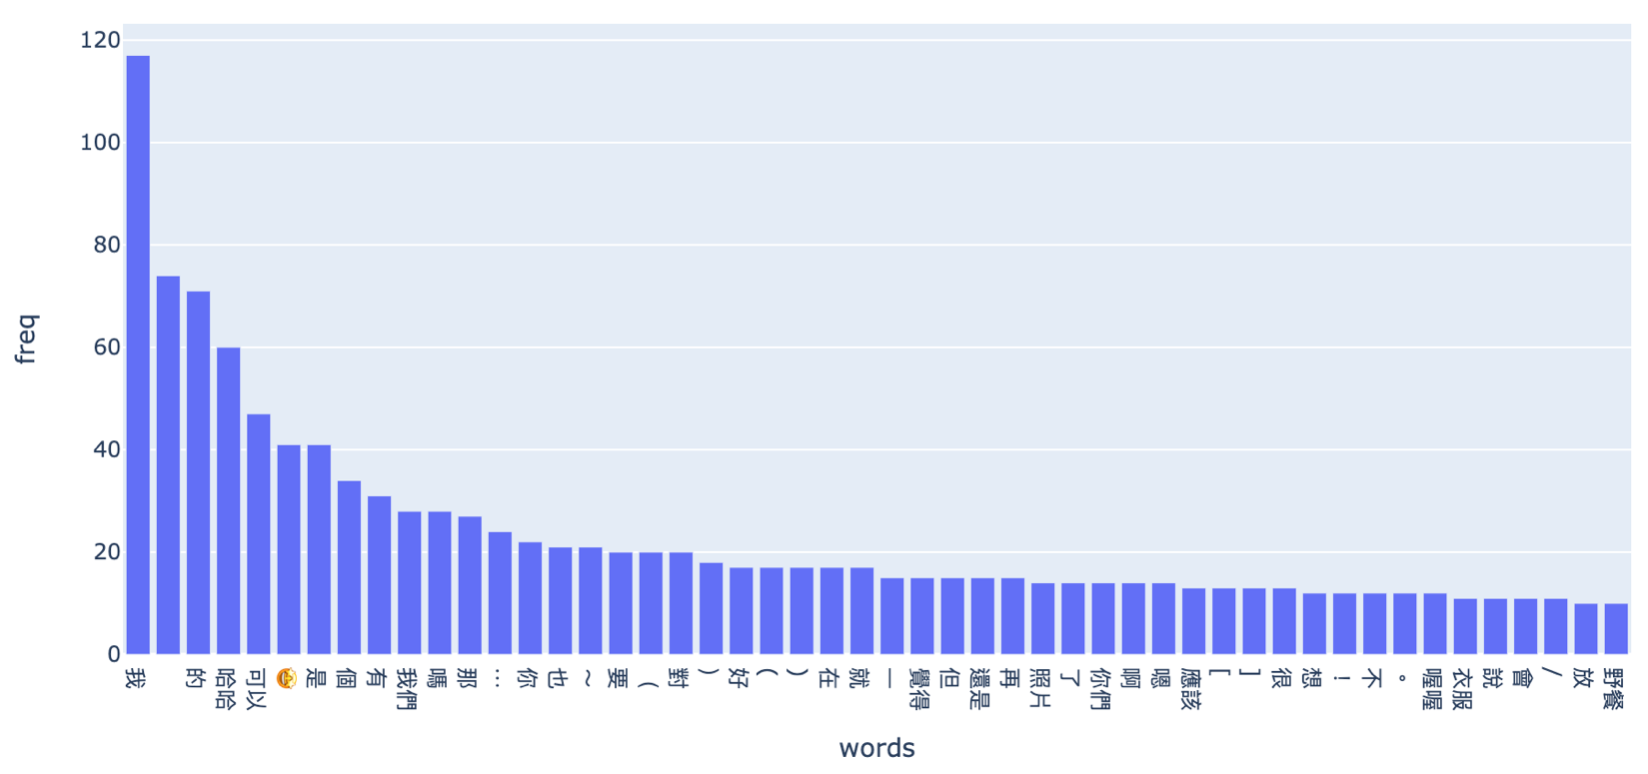 120
100
80
60
40
20
0
freq
我 的 哈哈 可以 😂 是 個 有 我們 嗎 那 … 你 也 ~ 要 ( 對 ) 好 ( ) 在 就 一 覺得 但 還是 再 照片 了 你們 啊 嗯 應該 [ ] 很 想 ! 不 。 喔喔 衣服 說 會 / 放 野餐
words